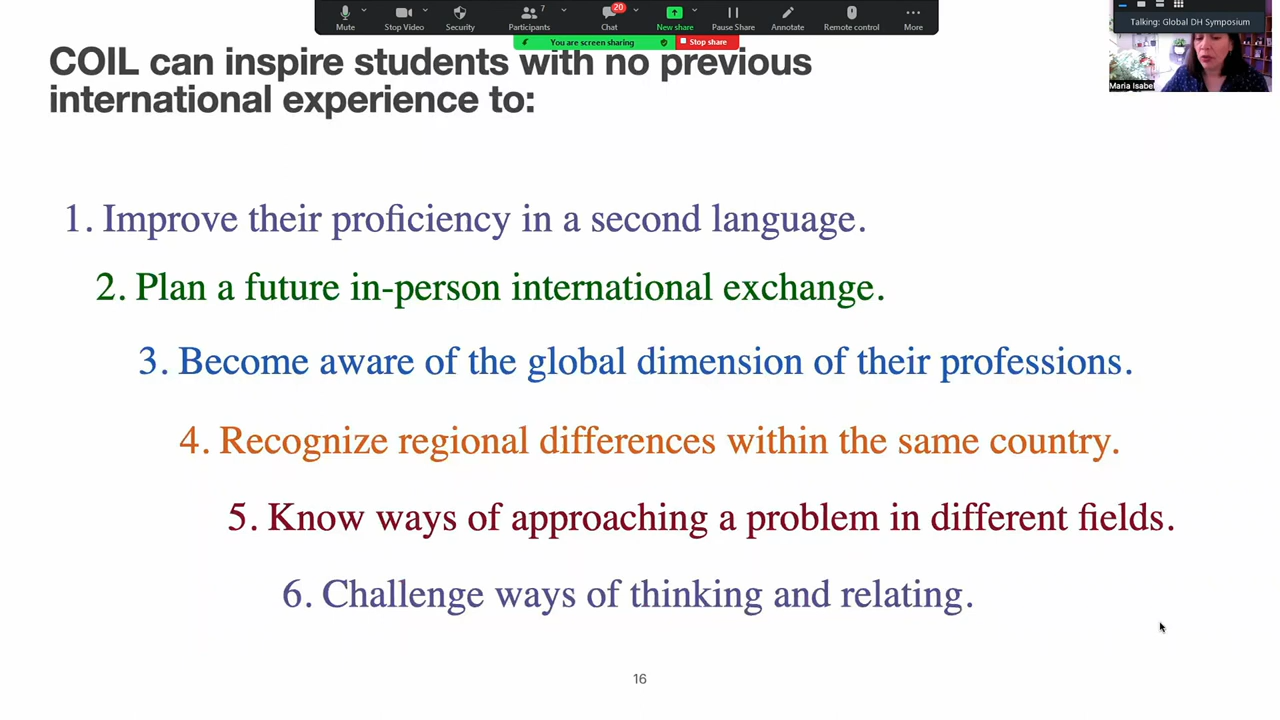 Mute
Stop Video
Security
Participants
7
Chat
20
New share
Pause Share
Remote control
Annotate
More
You are screen sharing
Stop share
Talking: Global DH Symposium
Maria Isabel
COIL can inspire students with no previous
international experience to:
1. Improve their proficiency in a second language.
2. Plan a future in-person international exchange.
3. Become aware of the global dimension of their professions.
4. Recognize regional differences within the same country.
5. Know ways of approaching a problem in different fields.
6. Challenge ways of thinking and relating.
16